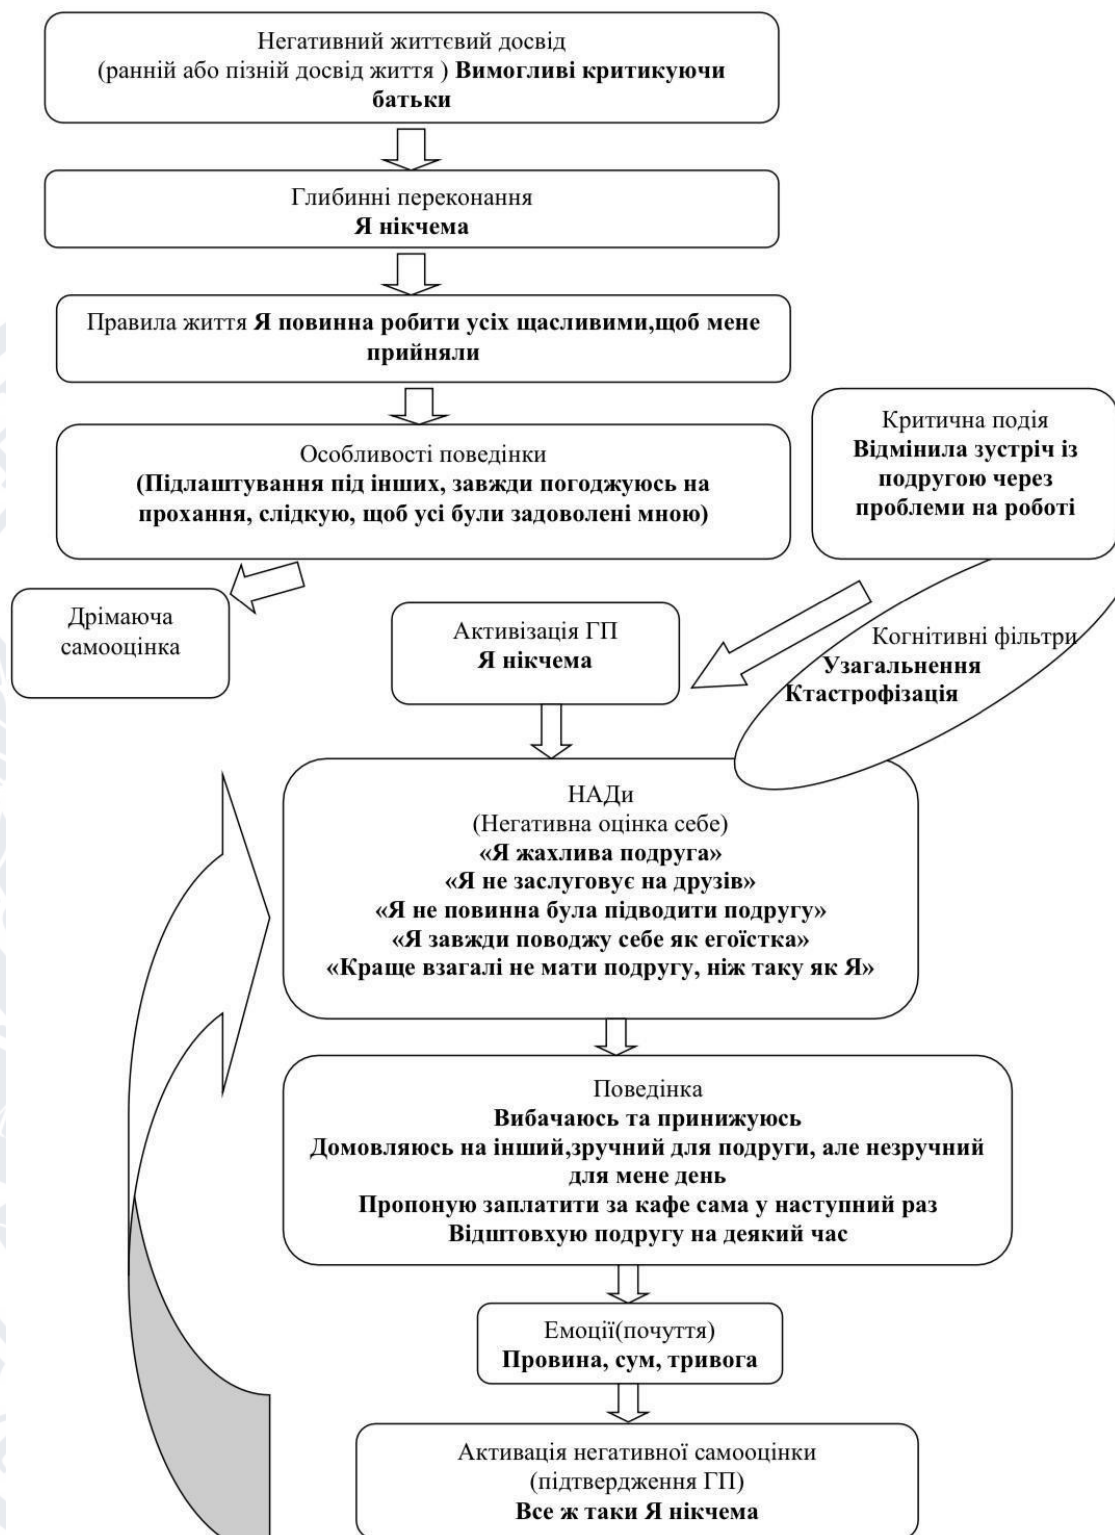 Негативний життєвий досвід
(ранній або пізній досвід життя ) Вимогливі критикуючи
батьки
Глибинні переконання
Я нікчема
Правила життя Я повинна робити усіх щасливими,щоб мене
прийняли
Особливості поведінки
(Підлаштування під інших, завжди погоджуюсь на
прохання, слідкую, щоб усі були задоволені мною)
Критична подія
Відмінила зустріч із
подругою через
проблеми на роботі
Дрімаюча
самооцінка
Активізація ГП
Я нікчема
Когнітивні фільтри
Узагальнення
Ктастрофізація
НАДи
(Негативна оцінка себе)
«Я жахлива подруга»
«Я не заслуговує на друзів»
«Я не повинна була підводити подругу»
«Я завжди поводжу себе як егоїстка»
«Краще взагалі не мати подругу, ніж таку як Я»
Поведінка
Вибачаюсь та принижуюсь
Домовляюсь на інший,зручний для подруги, але незручний
для мене день
Пропоную заплатити за кафе сама у наступний раз
Відштовхую подругу на деякий час
Емоції(почуття)
Провина, сум, тривога
Активація негативної самооцінки
(підтвердження ГП)
Все ж таки Я нікчема